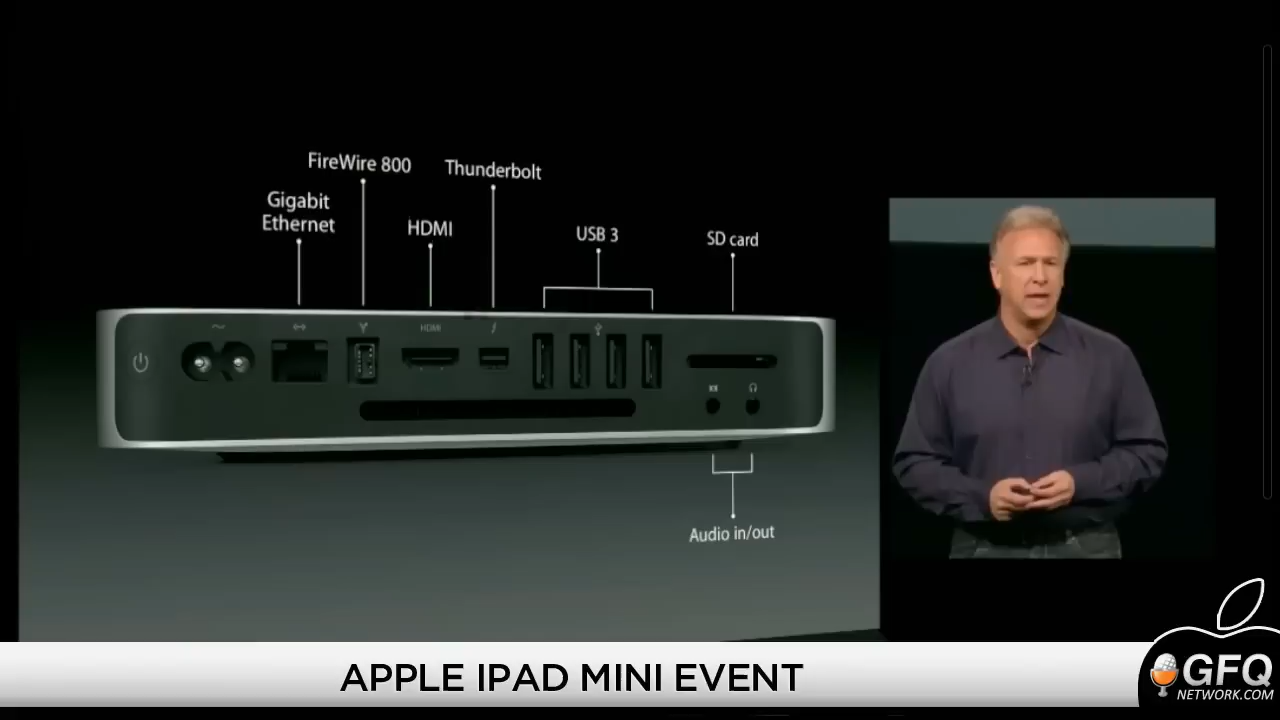 FireWire 800
Thunderbolt
Gigabit
Ethernet
HDMI
USB 3
SD card
HDMI
Audio in/out
APPLE IPAD MINI EVENT
GFQ
NETWORK.COM